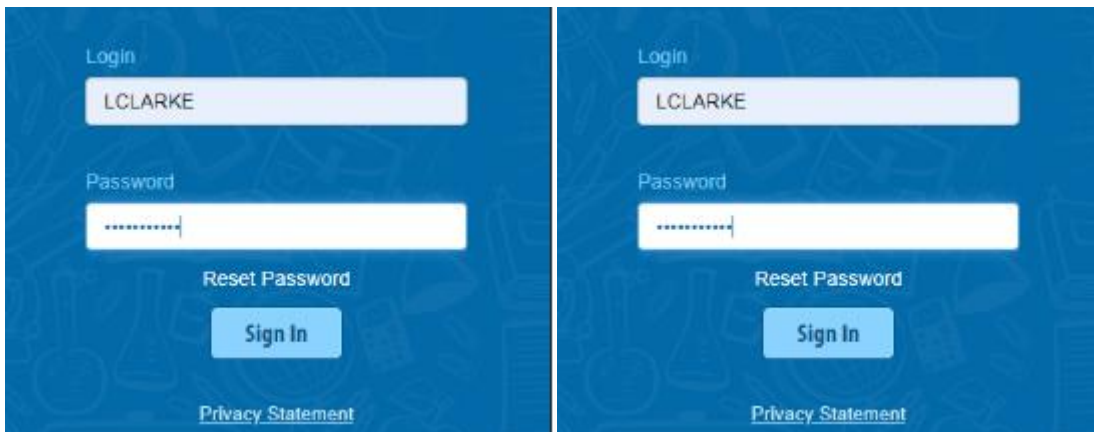 Login
LCLARKE
Password
•••••••••••
Reset Password
Sign In
Privacy Statement
Login
LCLARKE
Password
•••••••••••
Reset Password
Sign In
Privacy Statement